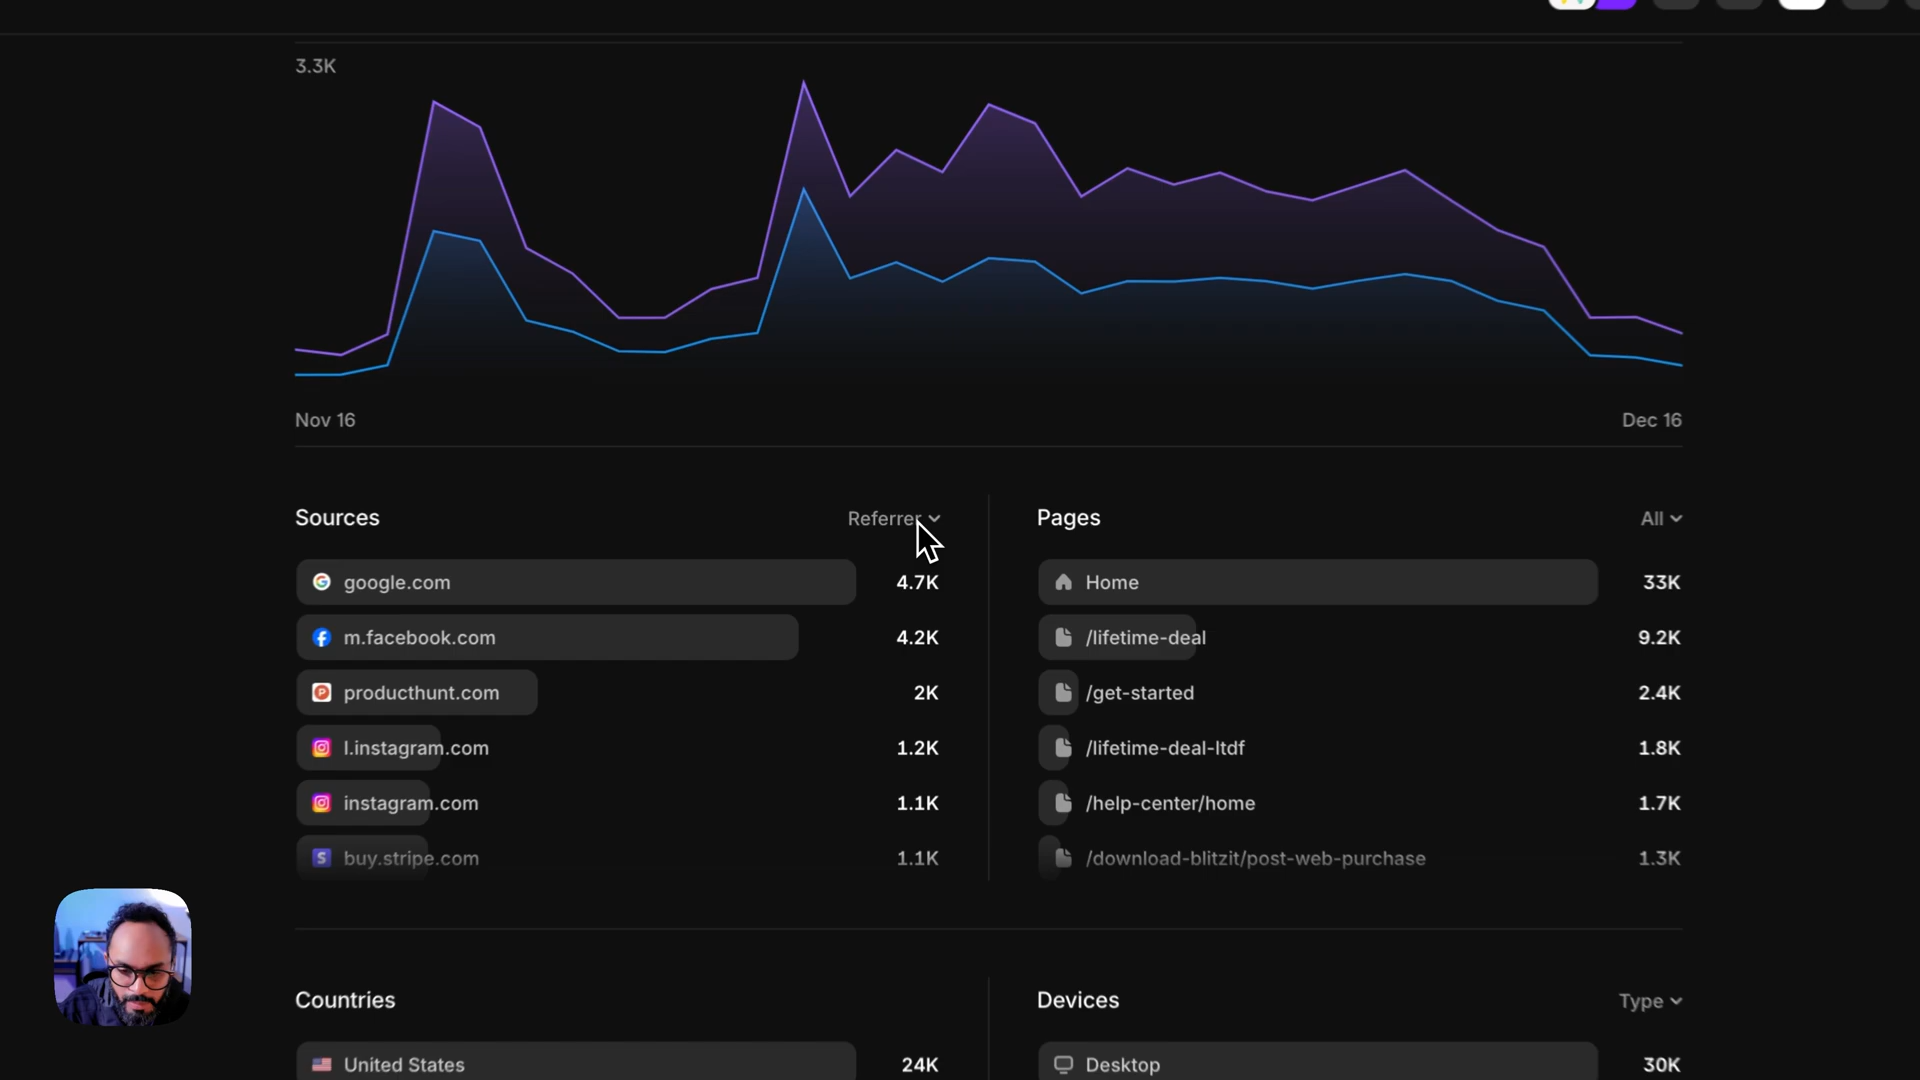 3.3K
Nov 16
Dec 16
Sources
Referrer
google.com
4.7K
m.facebook.com
4.2K
producthunt.com
2K
l.instagram.com
1.2K
instagram.com
1.1K
buy.stripe.com
1.1K
Pages
All
Home
33K
/lifetime-deal
9.2K
/get-started
2.4K
/lifetime-deal-ltdf
1.8K
/help-center/home
1.7K
/download-blitzit/post-web-purchase
1.3K
Countries
United States
24K
Devices
Type
Desktop
30K